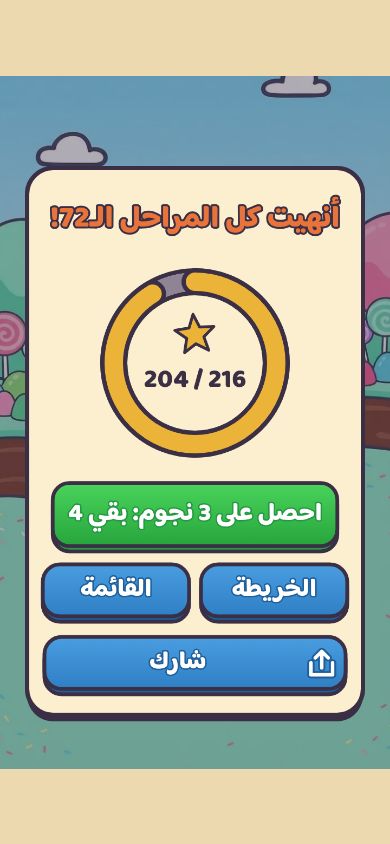 أنهيت كل المراحل الـ72!
204 / 216
احصل على 3 نجوم: بقي 4
الخريطة
القائمة
شارك